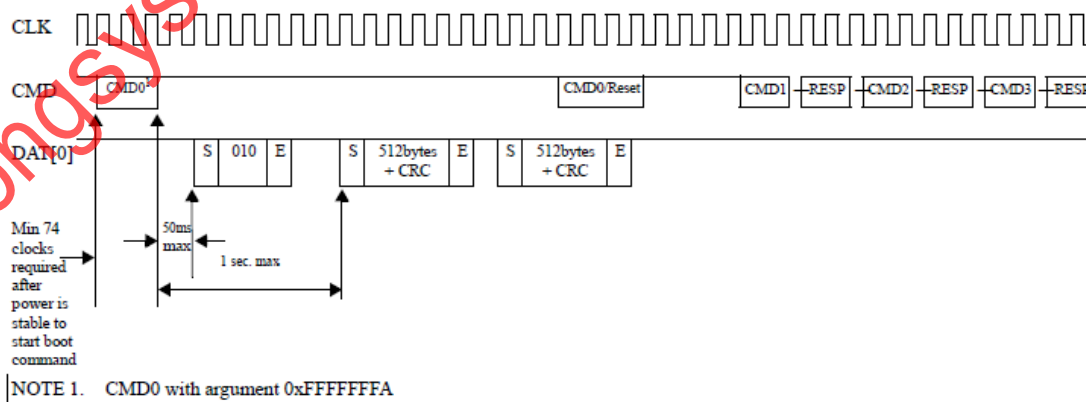 CLK
CMD
CMD0¹
CMD0/Reset
CMD1
RESP
CMD2
RESP
CMD3
RESP
DAT[0]
S
010
E
S
512bytes
+ CRC
E
S
512bytes
+ CRC
E
Min 74
clocks
required
after
power is
stable to
start boot
command
50ms
max
1 sec. max
NOTE 1. CMD0 with argument 0xFFFFFFFA